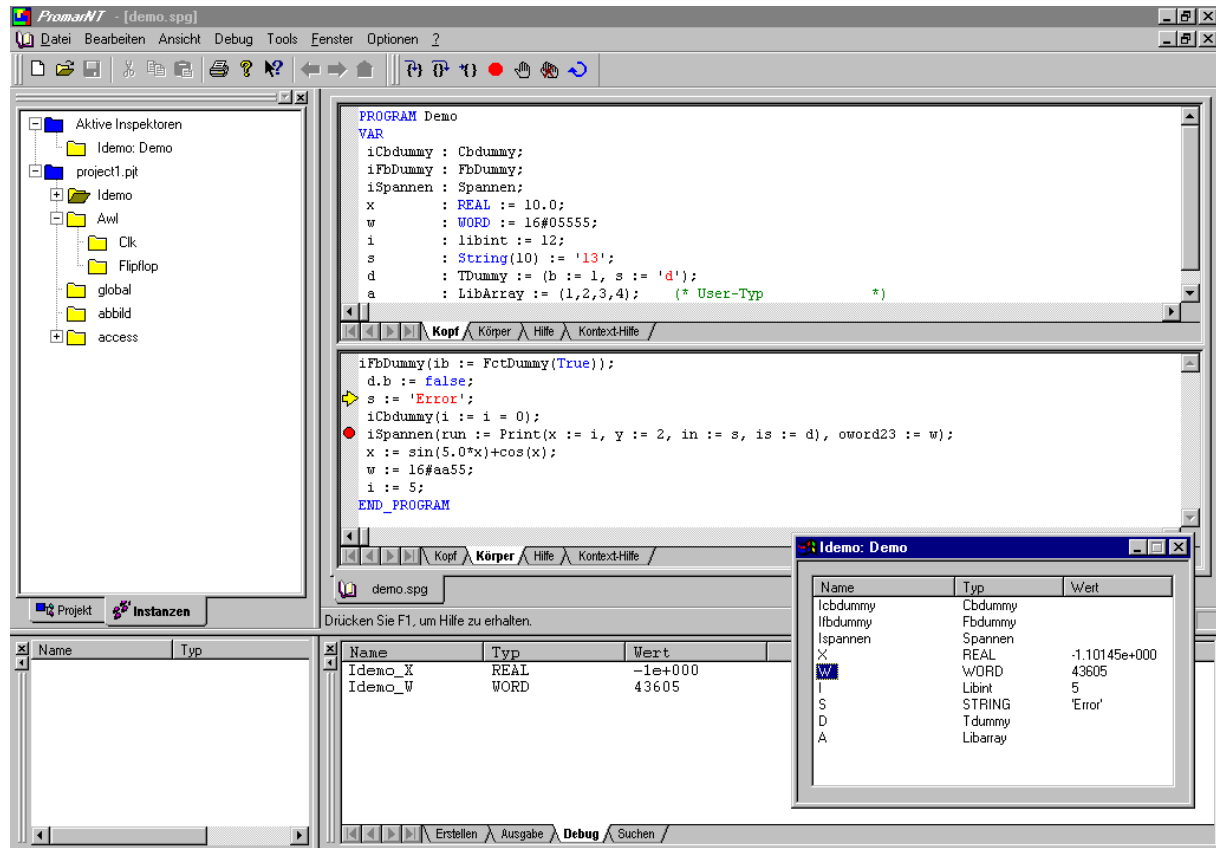 PromarNT - [demo.spg]
Datei Bearbeiten Ansicht Debug Tools Fenster Optionen ?
Aktive Inspektoren
Idemo: Demo
project1.pjt
Idemo
Awl
Clk
Flipflop
global
abbild
access
Projekt Instanzen
PROGRAM Demo
VAR
iCbdummy : Cbdummy;
iFbDummy : FbDummy;
iSpannen : Spannen;
x : REAL := 10.0;
w : WORD := 16#05555;
i : libint := 12;
s : String(10) := '13';
d : TDummy := (b := 1, s := 'd');
a : LibArray := (1,2,3,4); (* User-Typ *)
Kopf Körper Hilfe Kontext-Hilfe
iFbDummy(ib := FctDummy(True));
d.b := false;
s := 'Error';
iCbdummy(i := i = 0);
iSpannen(run := Print(x := i, y := 2, in := s, is := d), oword23 := w);
x := sin(5.0*x)+cos(x);
w := 16#aa55;
i := 5;
END_PROGRAM
Kopf Körper Hilfe Kontext-Hilfe
demo.spg
Drücken Sie F1, um Hilfe zu erhalten.
Name Typ
Name Typ Wert
Idemo_X REAL -1e+000
Idemo_W WORD 43605
Erstellen Ausgabe Debug Suchen
Idemo: Demo
Name Typ Wert
Icbdummy Cbdummy
Ifbdummy Fbdummy
Ispannen Spannen
X REAL -1.10145e+000
W WORD 43605
I Libint 5
S STRING 'Error'
D Tdummy
A Libarray